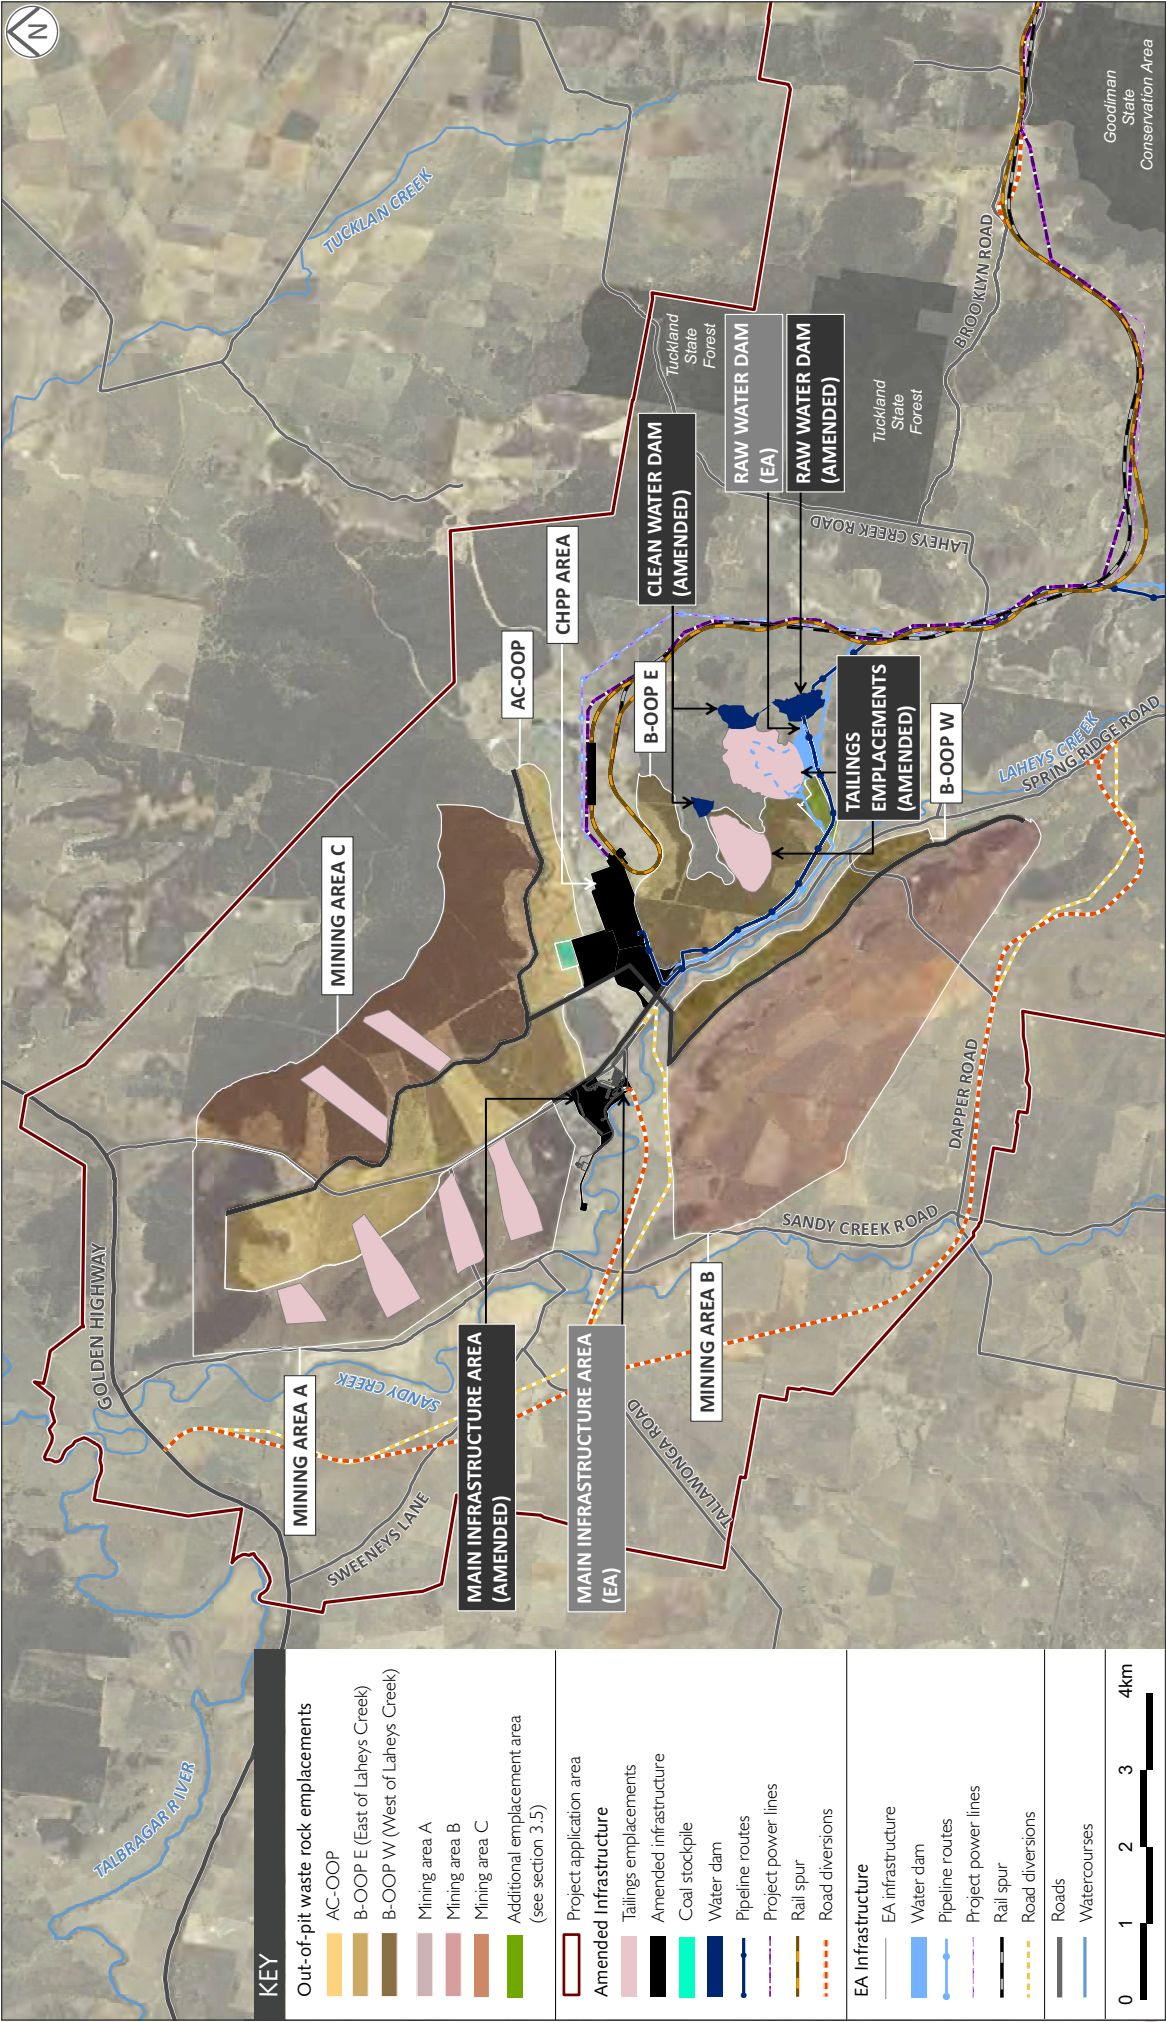 N
TUCKLAN CREEK
Goodiman
State
Conservation Area
BROOKLYN ROAD
Tuckland
State
Forest
Tuckland
State
Forest
LAHEYS CREEK ROAD
CLEAN WATER DAM
(AMENDED)
RAW WATER DAM
(EA)
RAW WATER DAM
(AMENDED)
CHPP AREA
AC-OOP
B-OOP E
TAILINGS
EMPLACEMENTS
(AMENDED)
B-OOP W
LAHEYS CREEK
SPRING RIDGE ROAD
MINING AREA C
DAPPER ROAD
SANDY CREEK ROAD
MINING AREA B
GOLDEN HIGHWAY
MINING AREA A
SANDY CREEK
MAIN INFRASTRUCTURE AREA
(AMENDED)
MAIN INFRASTRUCTURE AREA
(EA)
TALLAWONGA ROAD
SWEENEYS LANE
TALBRAGAR RIVER
KEY
Out-of-pit waste rock emplacements
AC-OOP
B-OOP E (East of Laheys Creek)
B-OOP W (West of Laheys Creek)
Mining area A
Mining area B
Mining area C
Additional emplacement area
(see section 3.5)
Project application area
Amended Infrastructure
Tailings emplacements
Amended infrastructure
Coal stockpile
Water dam
Pipeline routes
Project power lines
Rail spur
Road diversions
EA Infrastructure
EA infrastructure
Water dam
Pipeline routes
Project power lines
Rail spur
Road diversions
Roads
Watercourses
0 1 2 3 4km